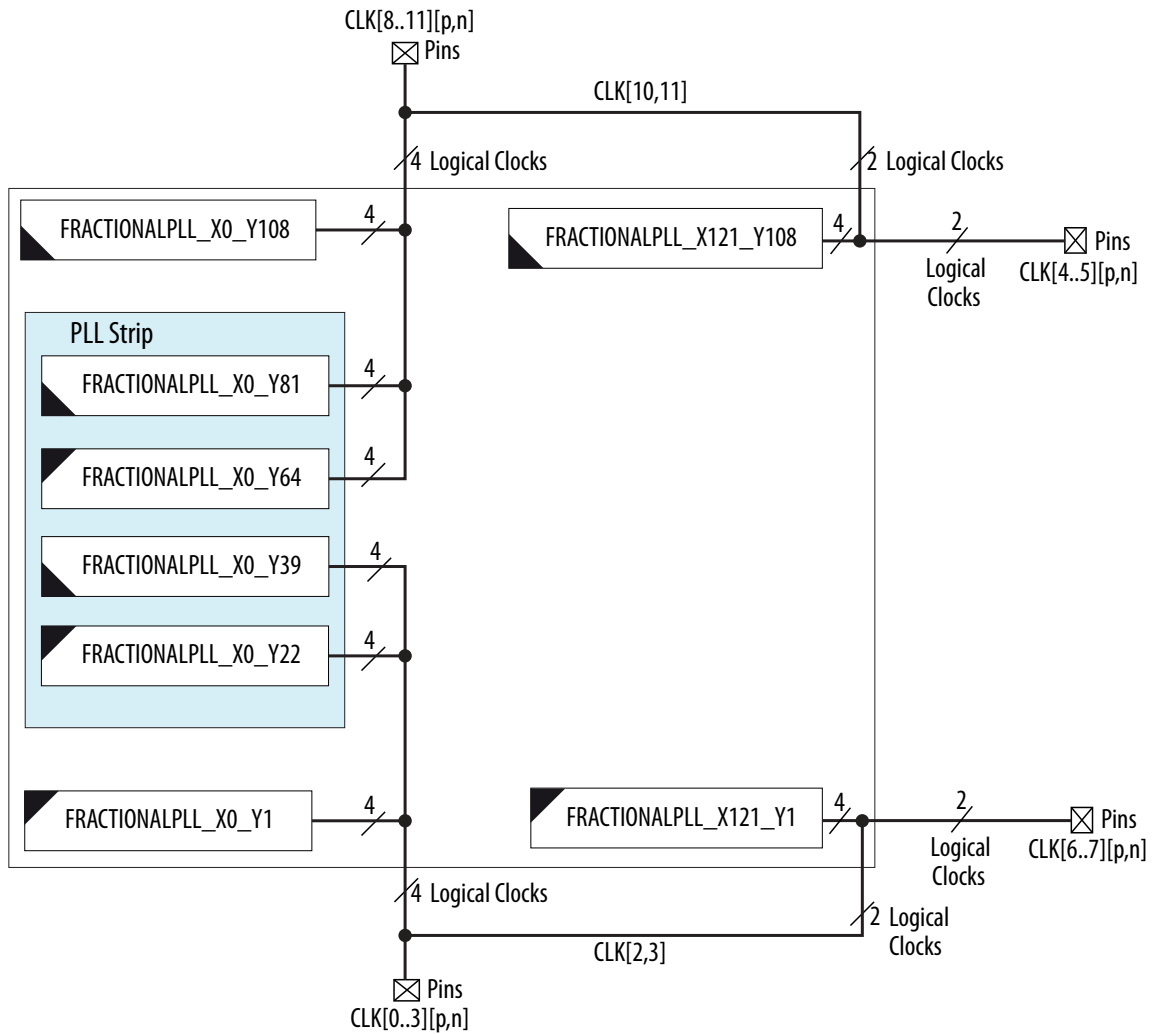 CLK[8..11][p,n]
Pins
CLK[10,11]
4 Logical Clocks
2 Logical Clocks
FRACTIONALPLL_X0_Y108
4
FRACTIONALPLL_X121_Y108
4
2
Logical
Clocks
Pins
CLK[4..5][p,n]
PLL Strip
FRACTIONALPLL_X0_Y81
4
FRACTIONALPLL_X0_Y64
4
FRACTIONALPLL_X0_Y39
4
FRACTIONALPLL_X0_Y22
4
FRACTIONALPLL_X0_Y1
4
FRACTIONALPLL_X121_Y1
4
2
Logical
Clocks
Pins
CLK[6..7][p,n]
4 Logical Clocks
2 Logical
Clocks
CLK[2,3]
Pins
CLK[0..3][p,n]